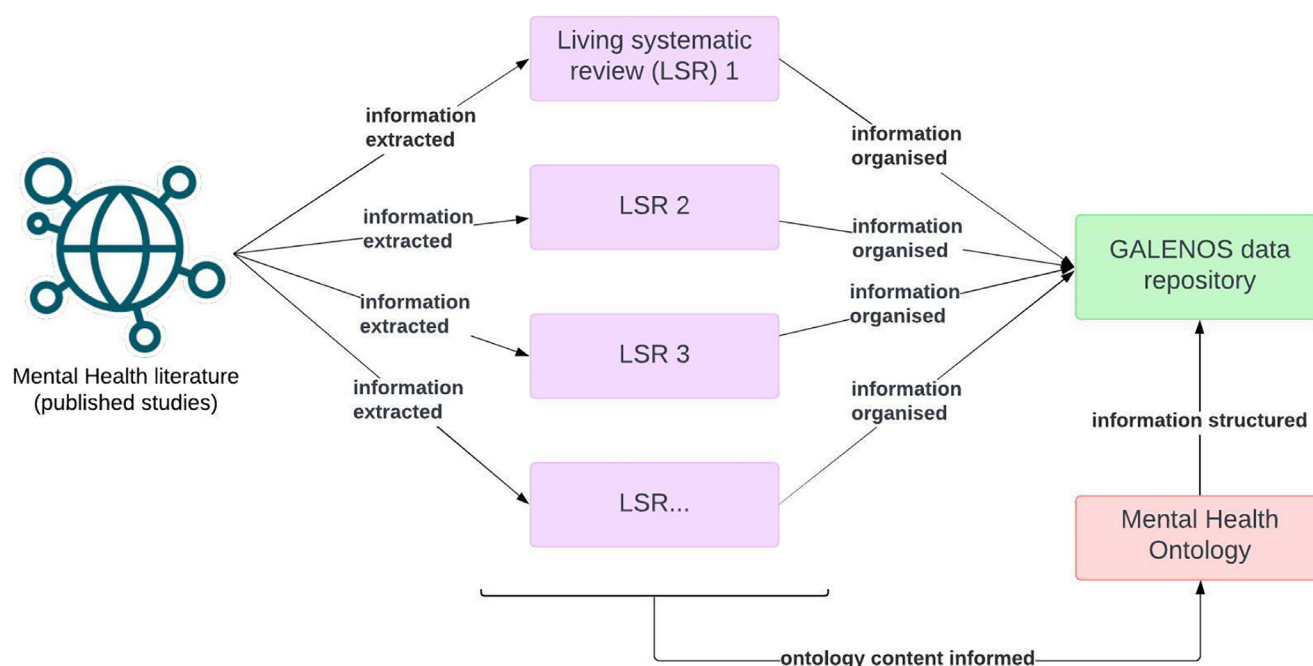 Living systematic
review (LSR) 1
information
extracted
information
organised
LSR 2
information
extracted
information
organised
GALENOS data
repository
information
extracted
information
organised
LSR 3
Mental Health literature
(published studies)
information
extracted
information
organised
information structured
LSR...
Mental Health
Ontology
ontology content informed